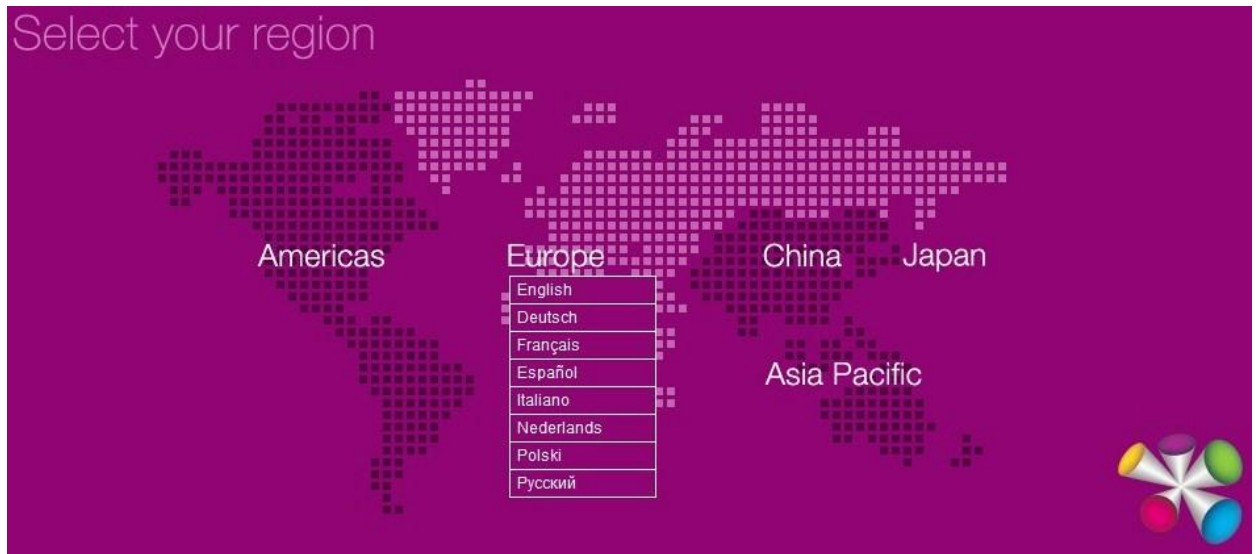 Select your region
Americas
Europe
China
Japan
English
Deutsch
Français
Español
Italiano
Nederlands
Polski
Русский
Asia Pacific